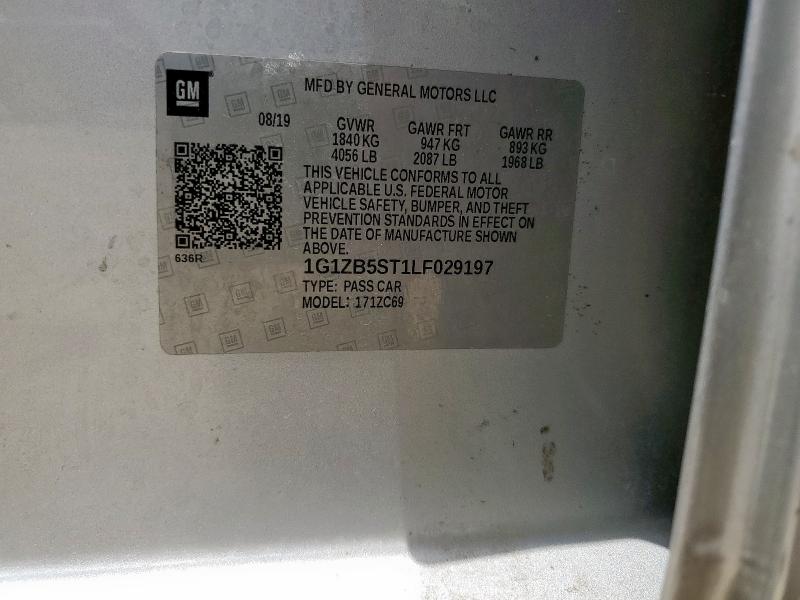 GM
MFD BY GENERAL MOTORS LLC
08/19
GVWR GAWR FRT GAWR RR
1840 KG 947 KG 893 KG
4056 LB 2087 LB 1968 LB
THIS VEHICLE CONFORMS TO ALL
APPLICABLE U.S. FEDERAL MOTOR
VEHICLE SAFETY, BUMPER, AND THEFT
PREVENTION STANDARDS IN EFFECT ON
THE DATE OF MANUFACTURE SHOWN
ABOVE.
636R
1G1ZB5ST1LF029197
TYPE: PASS CAR
MODEL: 171ZC69